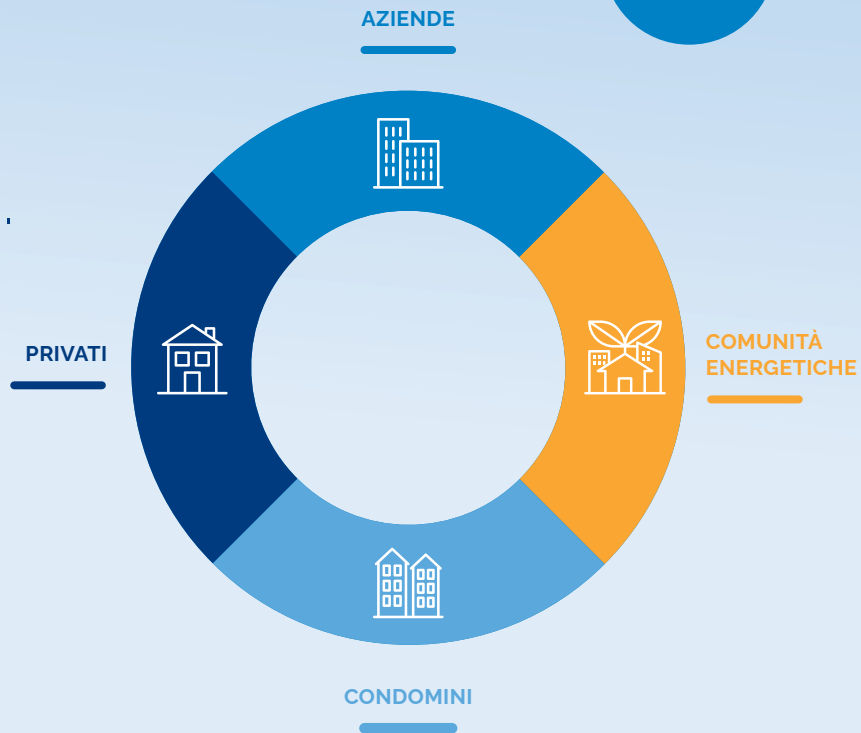 AZIENDE
PRIVATI
COMUNITÀ
ENERGETICHE
CONDOMINI